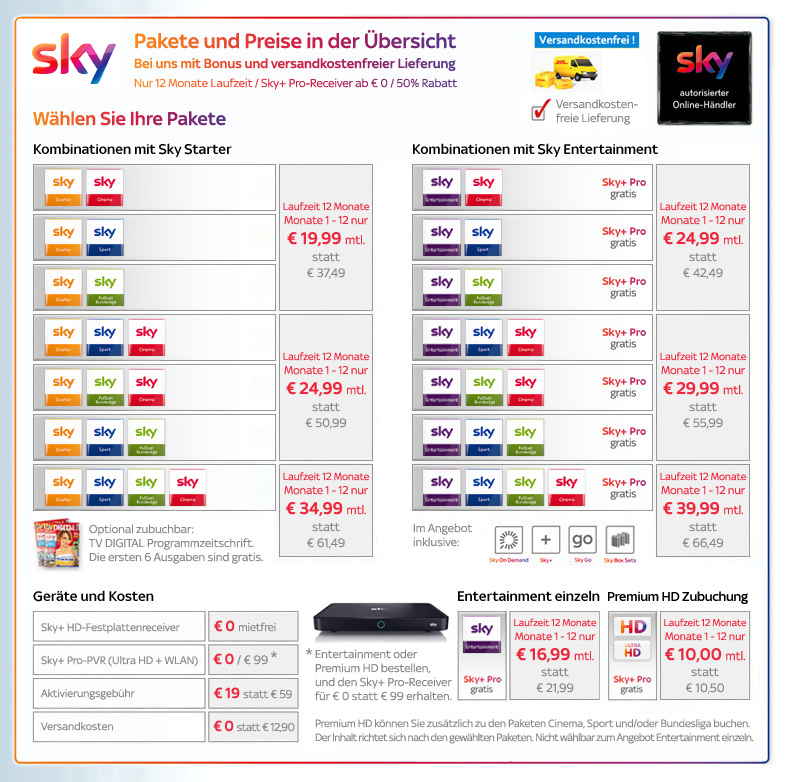 sky
Pakete und Preise in der Übersicht
Bei uns mit Bonus und versandkostenfreier Lieferung
Nur 12 Monate Laufzeit / Sky+ Pro-Receiver ab € 0 / 50% Rabatt
Versandkostenfrei !
Versandkosten-
freie Lieferung
sky
autorisierter
Online-Händler
Wählen Sie Ihre Pakete
Kombinationen mit Sky Starter
sky Starter sky Cinema
sky Starter sky Sport
sky Starter sky Fußball Bundesliga
Laufzeit 12 Monate
Monate 1 - 12 nur
€ 19,99 mtl.
statt
€ 37,49
sky Starter sky Sport sky Cinema
sky Starter sky Fußball Bundesliga sky Cinema
sky Starter sky Sport sky Fußball Bundesliga
Laufzeit 12 Monate
Monate 1 - 12 nur
€ 24,99 mtl.
statt
€ 50,99
sky Starter sky Sport sky Fußball Bundesliga sky Cinema
Laufzeit 12 Monate
Monate 1 - 12 nur
€ 34,99 mtl.
statt
€ 61,49
DIGITAL
Optional zubuchbar:
TV DIGITAL Programmzeitschrift.
Die ersten 6 Ausgaben sind gratis.
Kombinationen mit Sky Entertainment
sky Entertainment sky Cinema Sky+ Pro
gratis
sky Entertainment sky Sport Sky+ Pro
gratis
sky Entertainment sky Fußball Bundesliga Sky+ Pro
gratis
Laufzeit 12 Monate
Monate 1 - 12 nur
€ 24,99 mtl.
statt
€ 42,49
sky Entertainment sky Sport sky Cinema Sky+ Pro
gratis
sky Entertainment sky Fußball Bundesliga sky Cinema Sky+ Pro
gratis
sky Entertainment sky Sport sky Fußball Bundesliga Sky+ Pro
gratis
Laufzeit 12 Monate
Monate 1 - 12 nur
€ 29,99 mtl.
statt
€ 55,99
sky Entertainment sky Sport sky Fußball Bundesliga sky Cinema Sky+ Pro
gratis
Laufzeit 12 Monate
Monate 1 - 12 nur
€ 39,99 mtl.
statt
€ 66,49
Im Angebot
inklusive:
+ go
Sky On Demand Sky+ Sky Go Sky Box Sets
Geräte und Kosten
Sky+ HD-Festplattenreceiver € 0 mietfrei
Sky+ Pro-PVR (Ultra HD + WLAN) € 0 / € 99 *
Aktivierungsgebühr € 19 statt € 59
Versandkosten € 0 statt € 12,90
sky
* Entertainment oder
Premium HD bestellen,
und den Sky+ Pro-Receiver
für € 0 statt € 99 erhalten.
Entertainment einzeln
sky
Entertainment
Sky+ Pro
gratis
Laufzeit 12 Monate
Monate 1 - 12 nur
€ 16,99 mtl.
statt
€ 21,99
Premium HD Zubuchung
HD
ULTRA
HD
Sky+ Pro
gratis
Laufzeit 12 Monate
Monate 1 - 12 nur
€ 10,00 mtl.
statt
€ 10,50
Premium HD können Sie zusätzlich zu den Paketen Cinema, Sport und/oder Bundesliga buchen.
Der Inhalt richtet sich nach den gewählten Paketen. Nicht wählbar zum Angebot Entertainment einzeln.